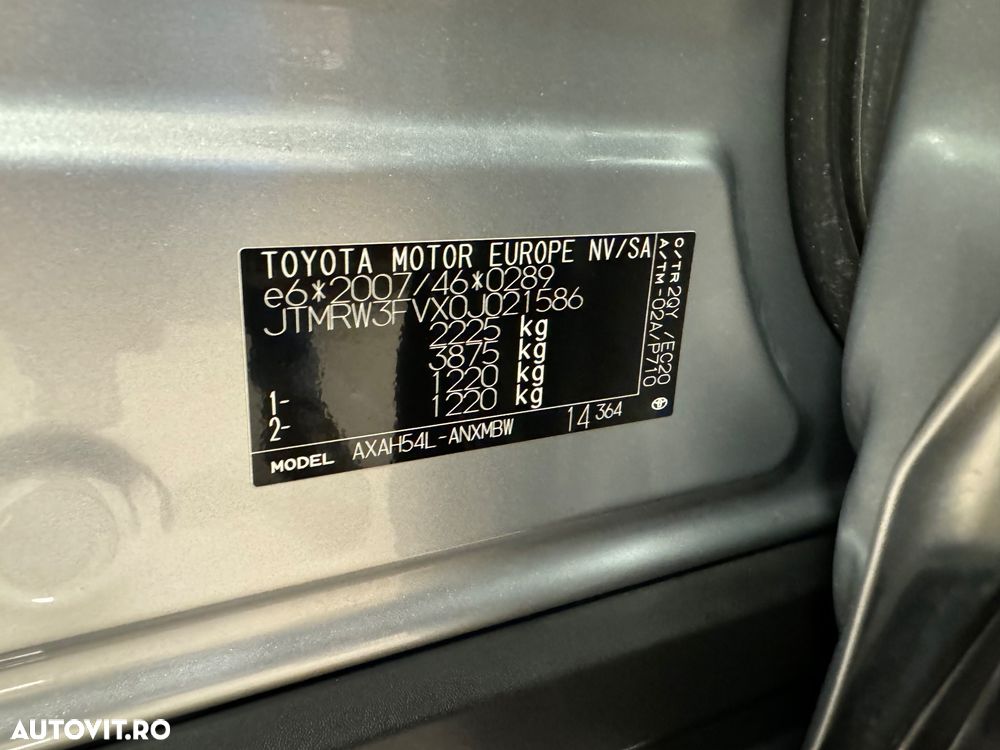 TOYOTA MOTOR EUROPE NV/SA
e6*2007/46*0289
JTMRW3FVX0J021586
2225 kg
3875 kg
1- 1220 kg
2- 1220 kg
MODEL AXAH54L-ANXMBW 14 364
C/TR 2QY /EC20
A/TM -02A/P710
AUTOVIT.RO